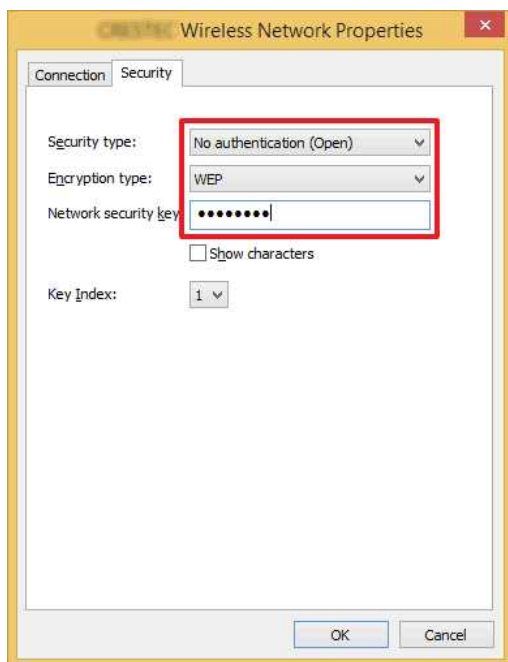 Wireless Network Properties
Connection Security
Security type: No authentication (Open)
Encryption type: WEP
Network security key ••••••••
Show characters
Key Index: 1
OK Cancel